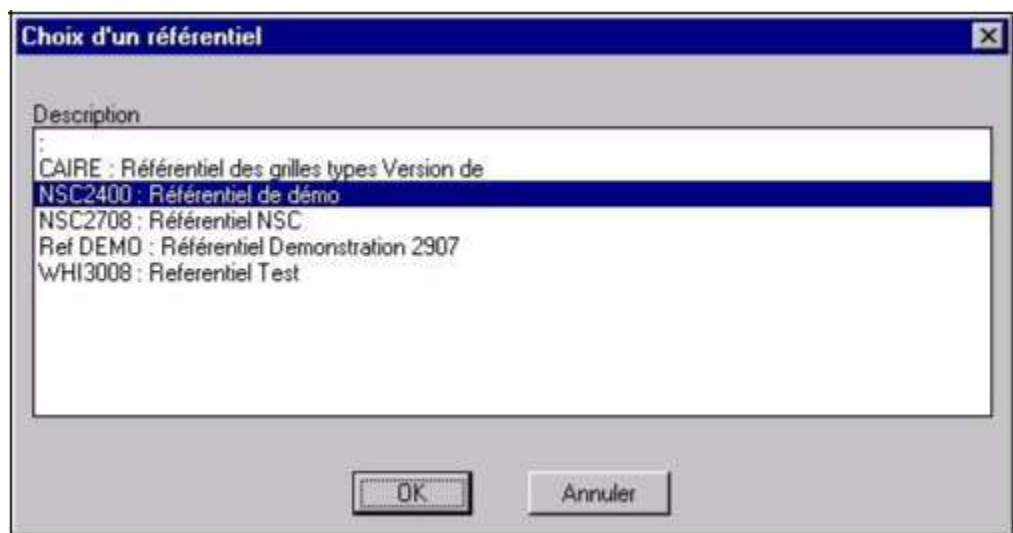 Choix d'un référentiel
Description
:
CAIRE : Référentiel des grilles types Version de
NSC2400 : Référentiel de démo
NSC2708 : Référentiel NSC
Ref DEMO : Référentiel Demonstration 2907
WHI3008 : Referentiel Test
OK
Annuler